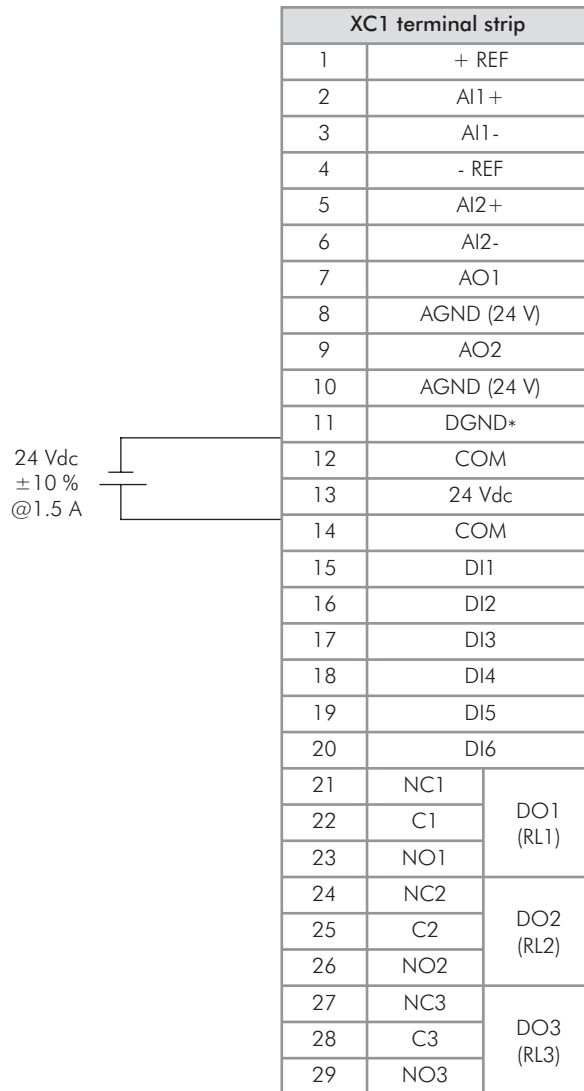 XC1 terminal strip
1 + REF
2 AI1+
3 AI1-
4 - REF
5 AI2+
6 AI2-
7 AO1
8 AGND (24 V)
9 AO2
10 AGND (24 V)
11 DGND*
12 COM
13 24 Vdc
14 COM
15 DI1
16 DI2
17 DI3
18 DI4
19 DI5
20 DI6
21 NC1
22 C1
23 NO1
DO1
(RL1)
24 NC2
25 C2
26 NO2
DO2
(RL2)
27 NC3
28 C3
29 NO3
DO3
(RL3)
24 Vdc
±10 %
@1.5 A